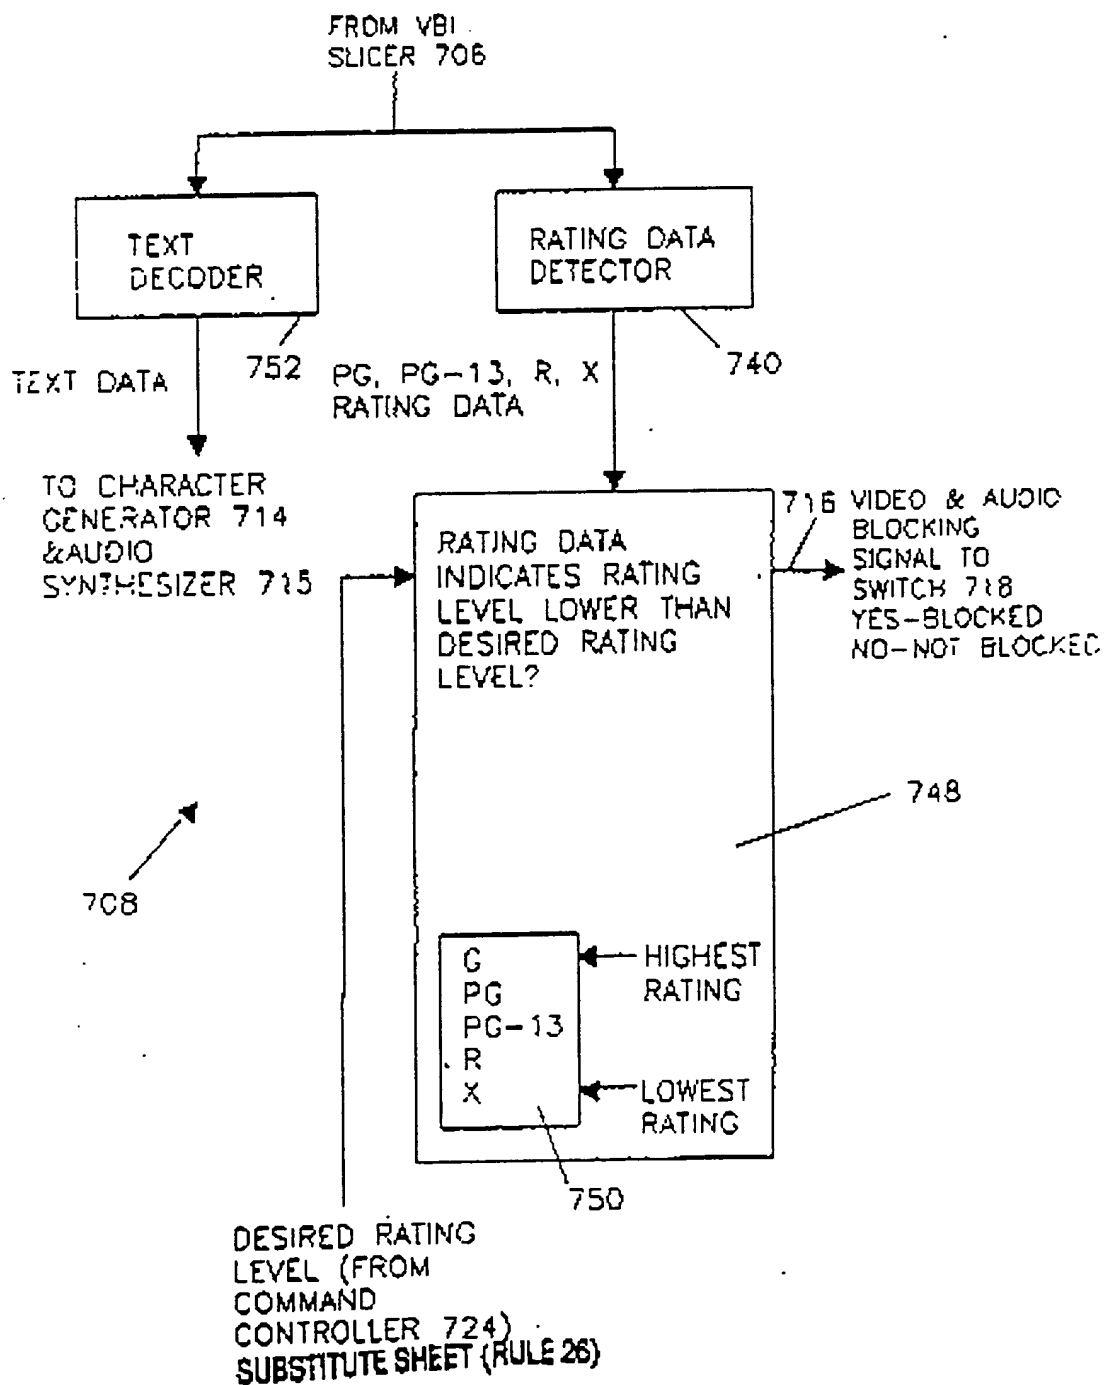 FROM VBI
SLICER 706
TEXT
DECODER
752
RATING DATA
DETECTOR
740
TEXT DATA
PG, PG-13, R, X
RATING DATA
TO CHARACTER
GENERATOR 714
&AUDIO
SYNTHESIZER 715
RATING DATA
INDICATES RATING
LEVEL LOWER THAN
DESIRED RATING
LEVEL?
716
VIDEO & AUDIO
BLOCKING
SIGNAL TO
SWITCH 718
YES-BLOCKED
NO-NOT BLOCKED
748
708
G
PG
PG-13
R
X
HIGHEST
RATING
LOWEST
RATING
750
DESIRED RATING
LEVEL (FROM
COMMAND
CONTROLLER 724)
SUBSTITUTE SHEET (RULE 26)